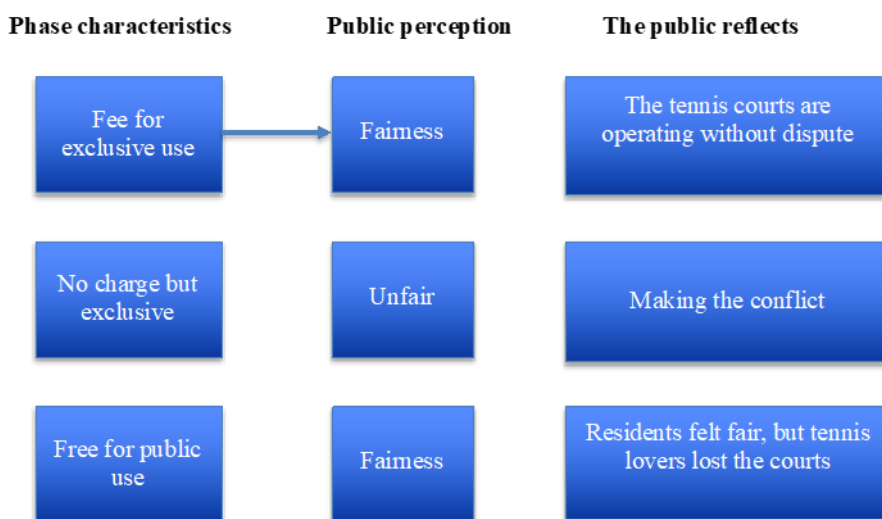 Phase characteristics
Public perception
The public reflects
Fee for
exclusive use
Fairness
The tennis courts are
operating without dispute
No charge but
exclusive
Unfair
Making the conflict
Free for public
use
Fairness
Residents felt fair, but tennis
lovers lost the courts